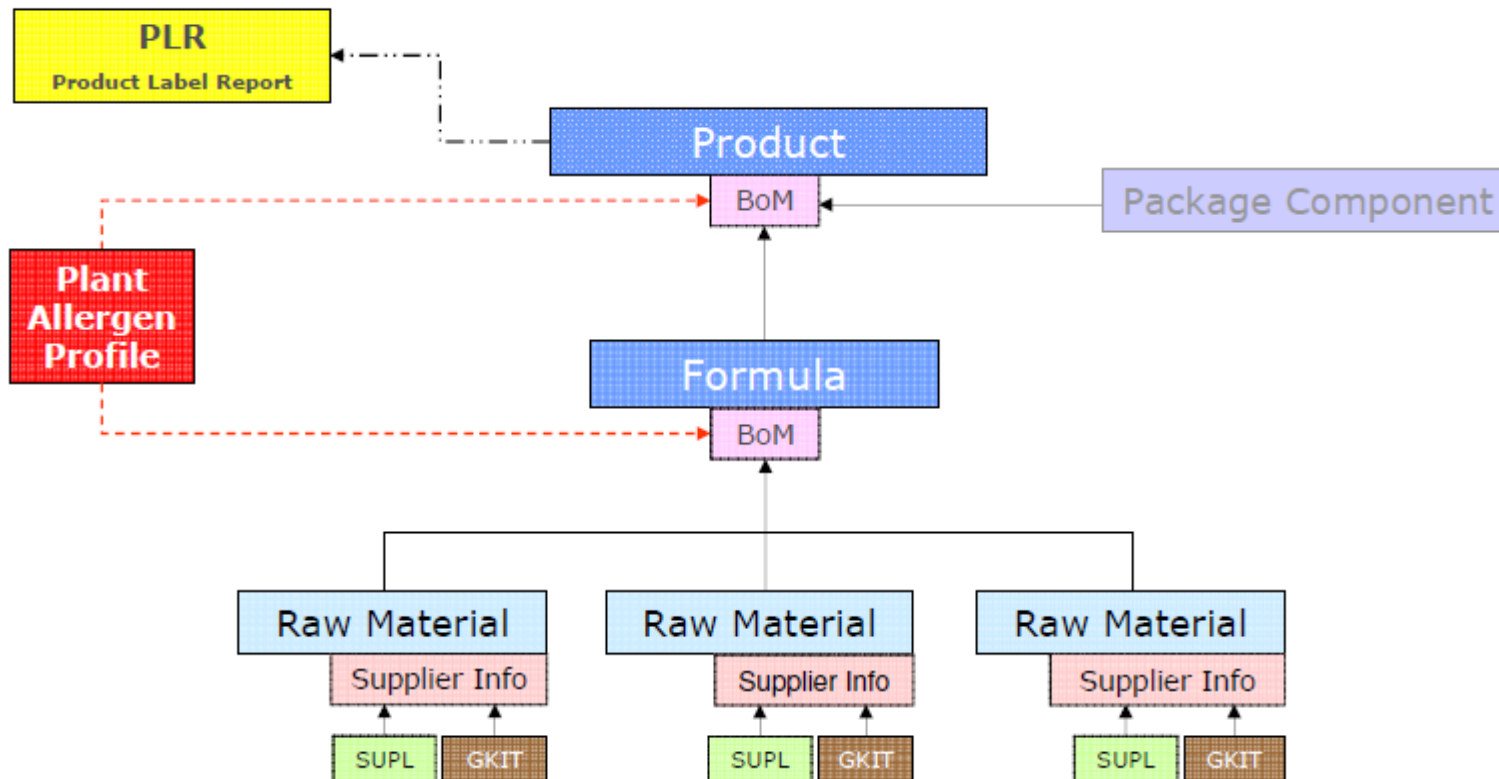 PLR
Product Label Report
Product
BoM
Package Component
Plant
Allergen
Profile
Formula
BoM
Raw Material
Raw Material
Raw Material
Supplier Info
Supplier Info
Supplier Info
SUPL
GKIT
SUPL
GKIT
SUPL
GKIT